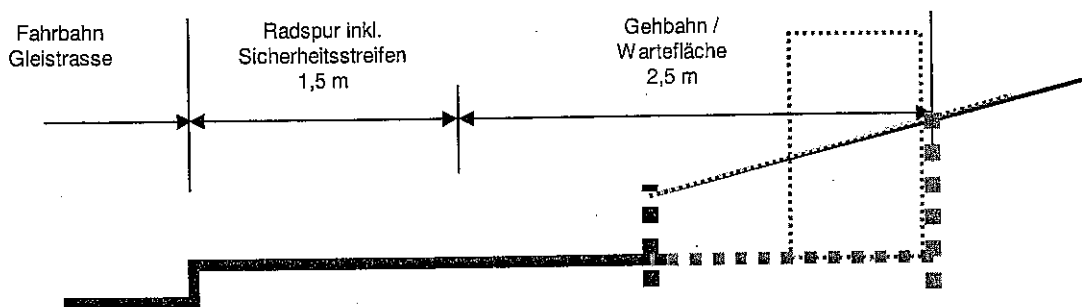 Fahrbahn
Gleistrasse
Radspur inkl.
Sicherheitsstreifen
1,5 m
Gehbahn /
Wartefläche
2,5 m